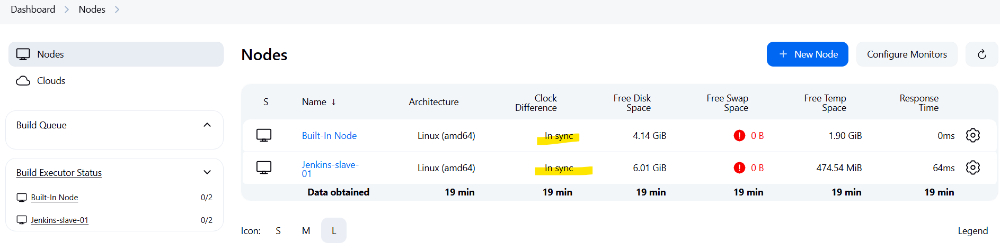 Dashboard
Nodes
Nodes
Clouds
Build Queue
Build Executor Status
Built-In Node 0/2
Jenkins-slave-01 0/2
Nodes
+ New Node
Configure Monitors
S Name ↓ Architecture Clock Difference Free Disk Space Free Swap Space Free Temp Space Response Time
Built-In Node Linux (amd64) In sync 4.14 GiB ! 0 B 1.90 GiB 0ms
Jenkins-slave-01 Linux (amd64) In sync 6.01 GiB ! 0 B 474.54 MiB 64ms
Data obtained 19 min 19 min 19 min 19 min 19 min 19 min
Icon: S M L
Legend